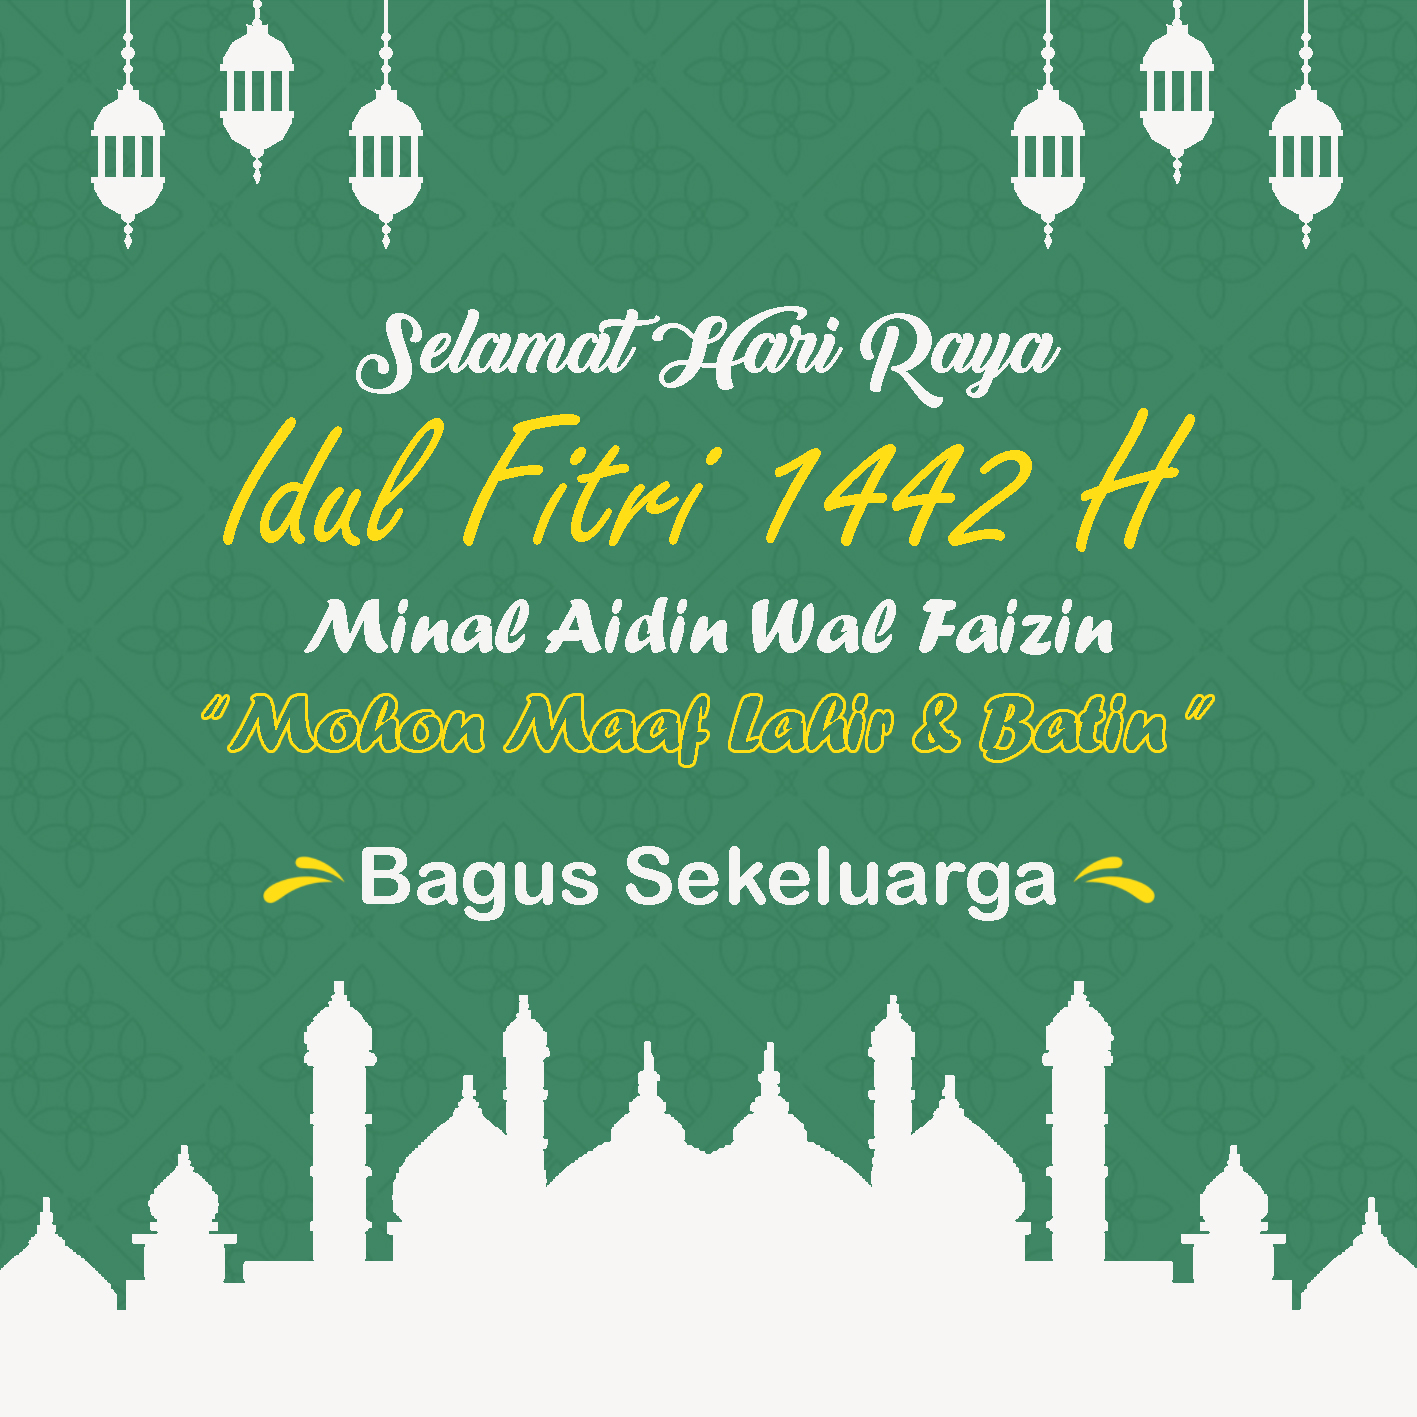 Selamat Hari Raya
Idul Fitri 1442 H
Minal Aidin Wal Faizin
"Mohon Maaf Lahir & Batin"
Bagus Sekeluarga